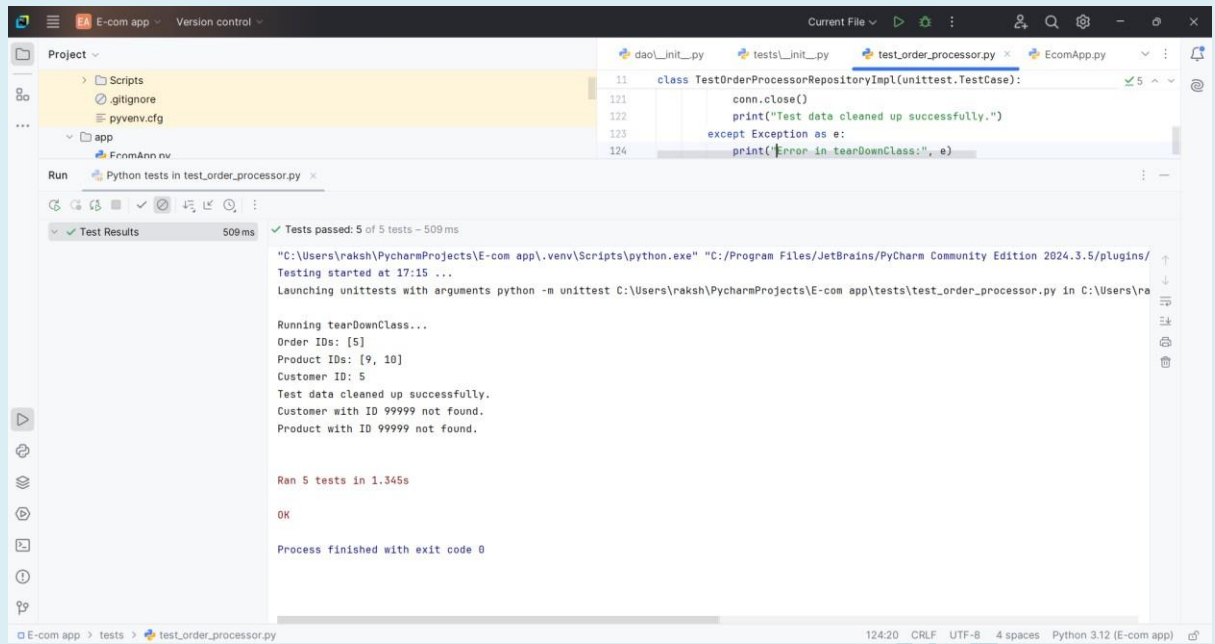 EA E-com app Version control Current File
Project
dao\__init__.py tests\__init__.py test_order_processor.py EcomApp.py
Scripts
.gitignore
pyvenv.cfg
app
EcomApp.py
11 class TestOrderProcessorRepositoryImpl(unittest.TestCase): 5
121 conn.close()
122 print("Test data cleaned up successfully.")
123 except Exception as e:
124 print("Error in tearDownClass:", e)
Run Python tests in test_order_processor.py
Test Results 509 ms
Tests passed: 5 of 5 tests – 509 ms
"C:\Users\raksh\PycharmProjects\E-com app\.venv\Scripts\python.exe" "C:/Program Files/JetBrains/PyCharm Community Edition 2024.3.5/plugins/
Testing started at 17:15 ...
Launching unittests with arguments python -m unittest C:\Users\raksh\PycharmProjects\E-com app\tests\test_order_processor.py in C:\Users\ra
Running tearDownClass...
Order IDs: [5]
Product IDs: [9, 10]
Customer ID: 5
Test data cleaned up successfully.
Customer with ID 99999 not found.
Product with ID 99999 not found.
Ran 5 tests in 1.345s
OK
Process finished with exit code 0
E-com app > tests > test_order_processor.py 124:20 CRLF UTF-8 4 spaces Python 3.12 (E-com app)